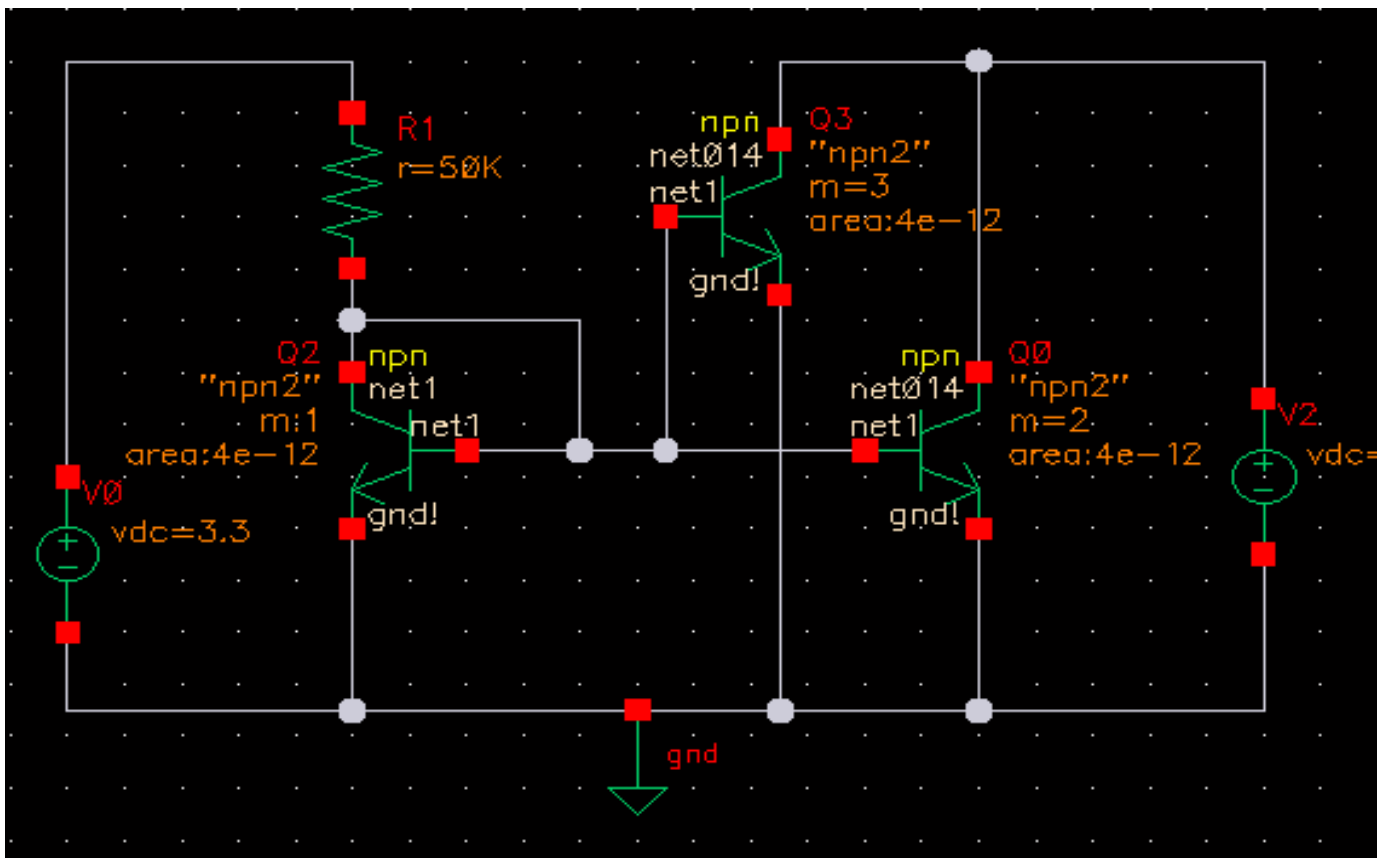 R1
r=50K
npn
net014
net1
gnd!
Q3
"npn2"
m=3
area:4e-12
Q2
"npn2"
m:1
area:4e-12
npn
net1
net1
gnd!
npn
net014
net1
gnd!
Q0
"npn2"
m=2
area:4e-12
V0
vdc=3.3
+
-
V2
vdc=
+
-
gnd